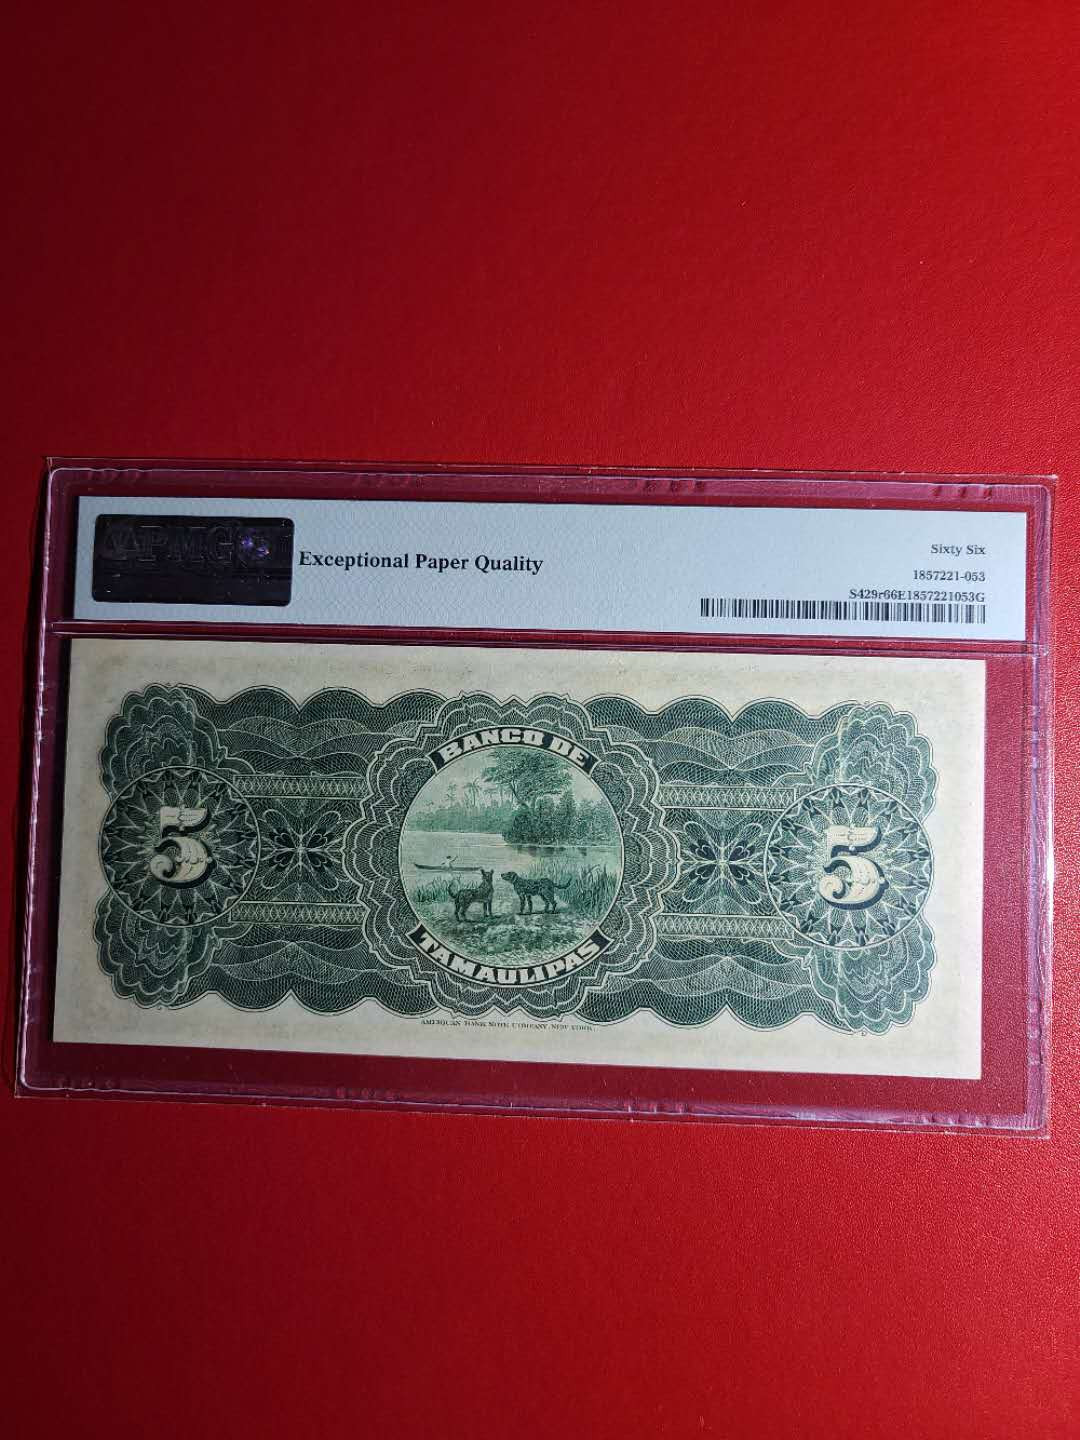 PMG
Exceptional Paper Quality
Sixty Six
1857221-053
S429r66E1857221053G
BANCO DE
5
5
TAMAULIPAS
AMERICAN BANK NOTE COMPANY, NEW YORK.